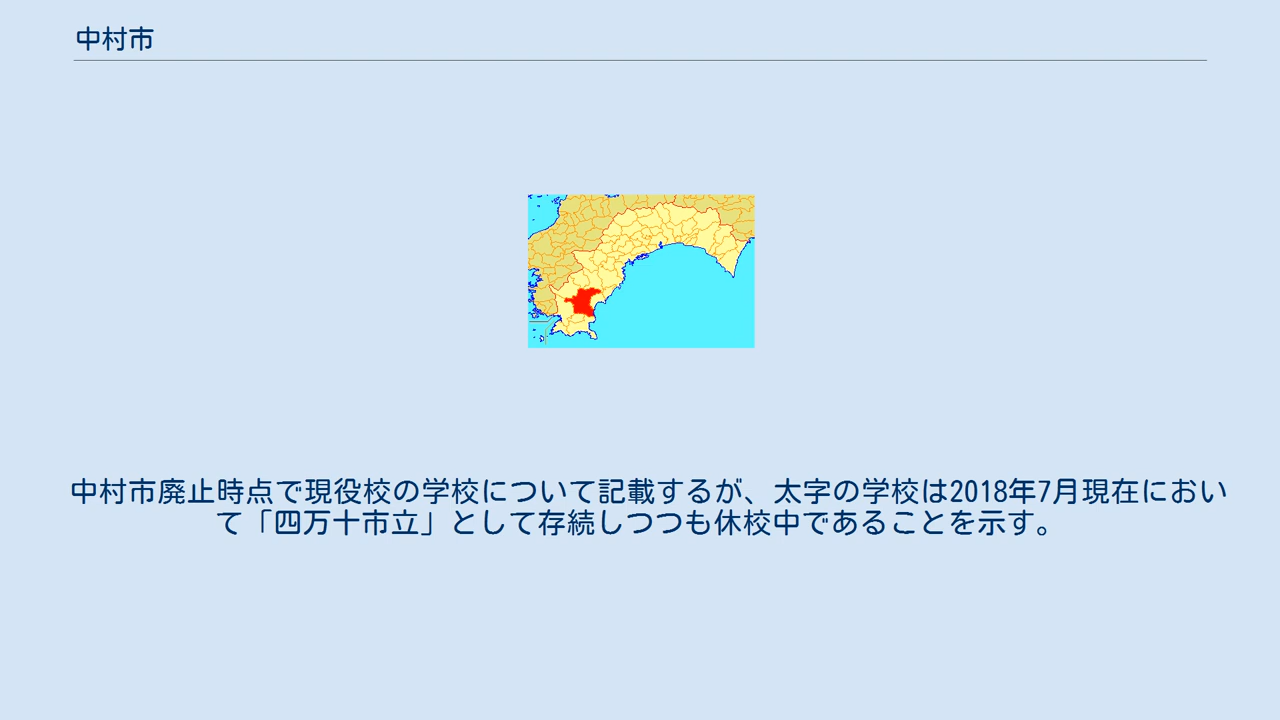 中村市
中村市廃止時点で現役校の学校について記載するが、太字の学校は2018年7月現在におい
て「四万十市立」として存続しつつも休校中であることを示す。